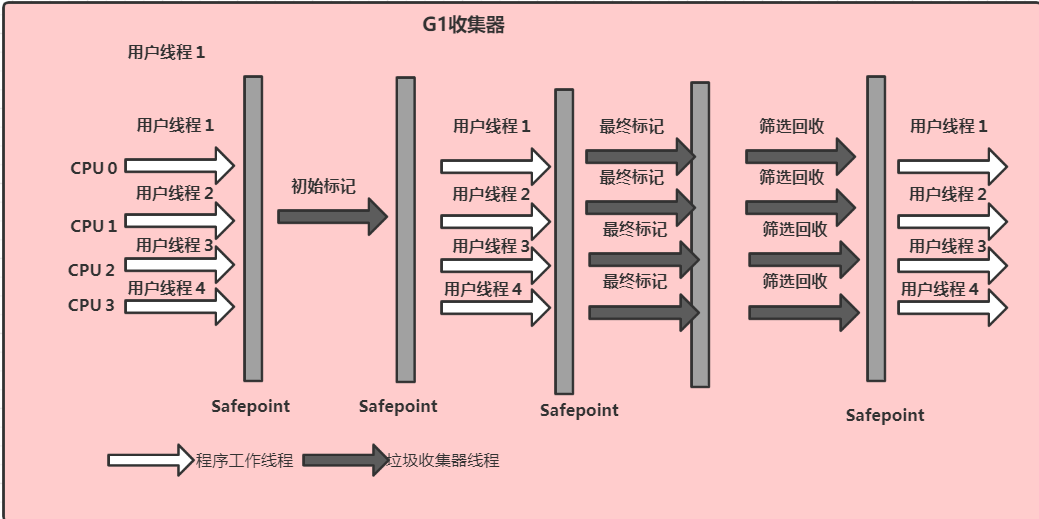 G1收集器
用户线程 1
用户线程 1
用户线程 1
最终标记
筛选回收
用户线程 1
CPU 0
用户线程 2
初始标记
用户线程 2
最终标记
筛选回收
用户线程 2
CPU 1
用户线程 3
用户线程 3
最终标记
筛选回收
用户线程 3
CPU 2
用户线程 4
用户线程 4
最终标记
筛选回收
用户线程 4
CPU 3
Safepoint
Safepoint
Safepoint
Safepoint
程序工作线程
垃圾收集器线程